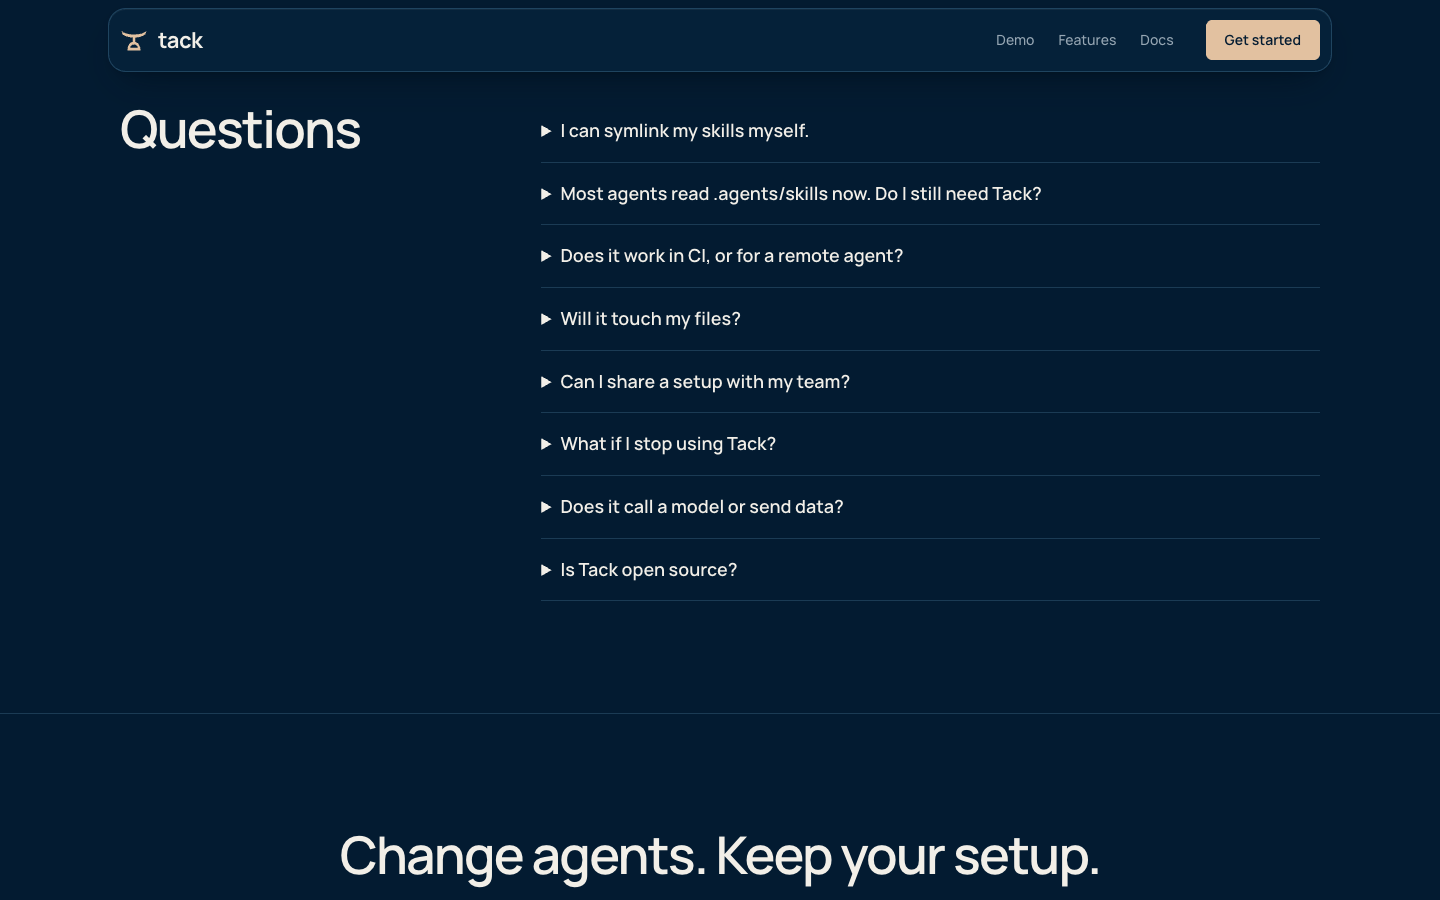 tack
Demo
Features
Docs
Get started
Questions
I can symlink my skills myself.
Most agents read .agents/skills now. Do I still need Tack?
Does it work in CI, or for a remote agent?
Will it touch my files?
Can I share a setup with my team?
What if I stop using Tack?
Does it call a model or send data?
Is Tack open source?
Change agents. Keep your setup.